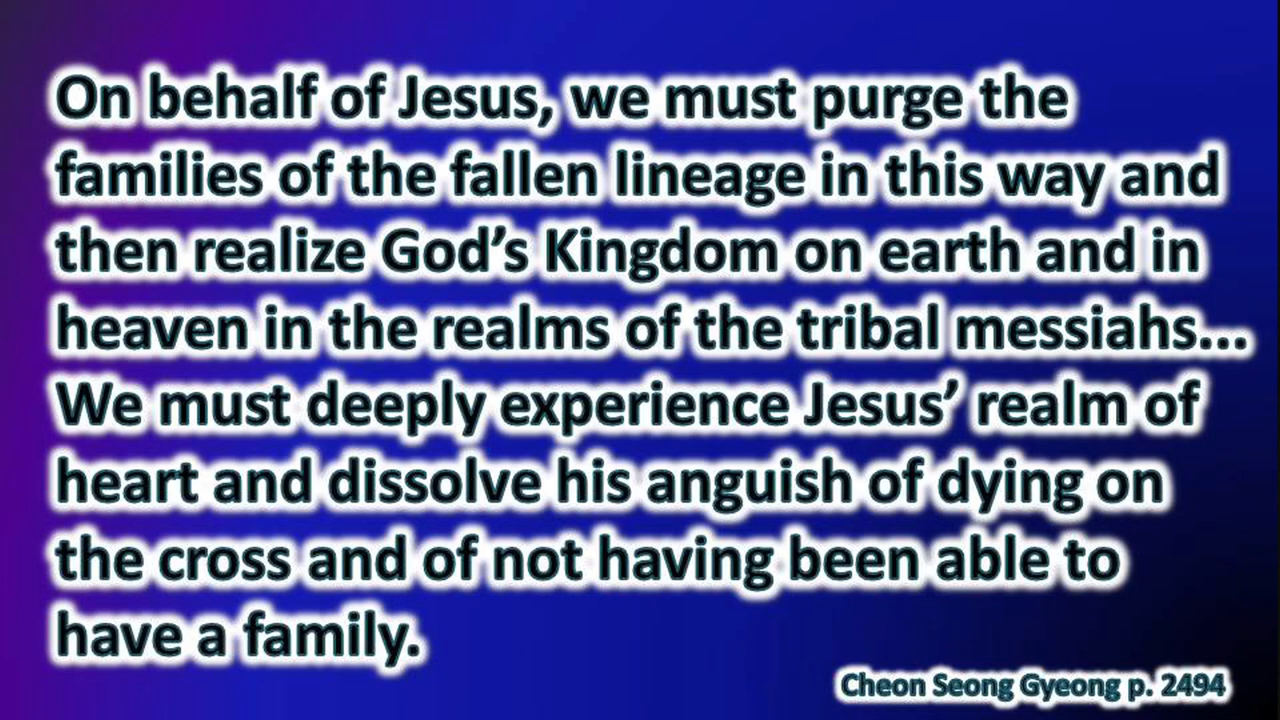 On behalf of Jesus, we must purge the
families of the fallen lineage in this way and
then realize God’s Kingdom on earth and in
heaven in the realms of the tribal messiahs...
We must deeply experience Jesus’ realm of
heart and dissolve his anguish of dying on
the cross and of not having been able to
have a family.
Cheon Seong Gyeong p. 2494